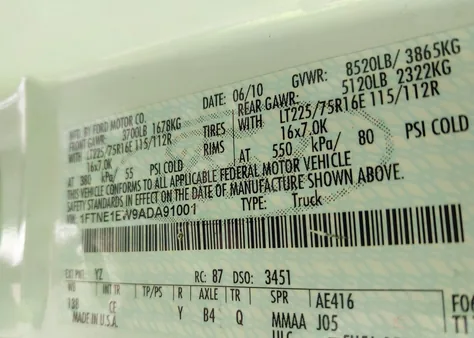 DATE: 06/10 GVWR: 8520LB/ 3865KG
MFG. BY FORD MOTOR CO. REAR GAWR: 5120LB 2322KG
FRONT GAWR: 3700LB 1678KG WITH LT225/75R16E 115/112R
WITH LT225/75R16E 115/112R TIRES 16x7.0K
16x7.0K RIMS AT 550 kPa/ 80 PSI COLD
AT 380 kPa/ 55 PSI COLD
THIS VEHICLE CONFORMS TO ALL APPLICABLE FEDERAL MOTOR VEHICLE
SAFETY STANDARDS IN EFFECT ON THE DATE OF MANUFACTURE SHOWN ABOVE.
1FTNE1EW9ADA91001 TYPE: Truck
EXT PNT: YZ RC: 87 DSO: 3451
WB INT TR TP/PS R AXLE TR SPR AE416
138 CE Y B4 Q MMAA J05
MADE IN U.S.A.